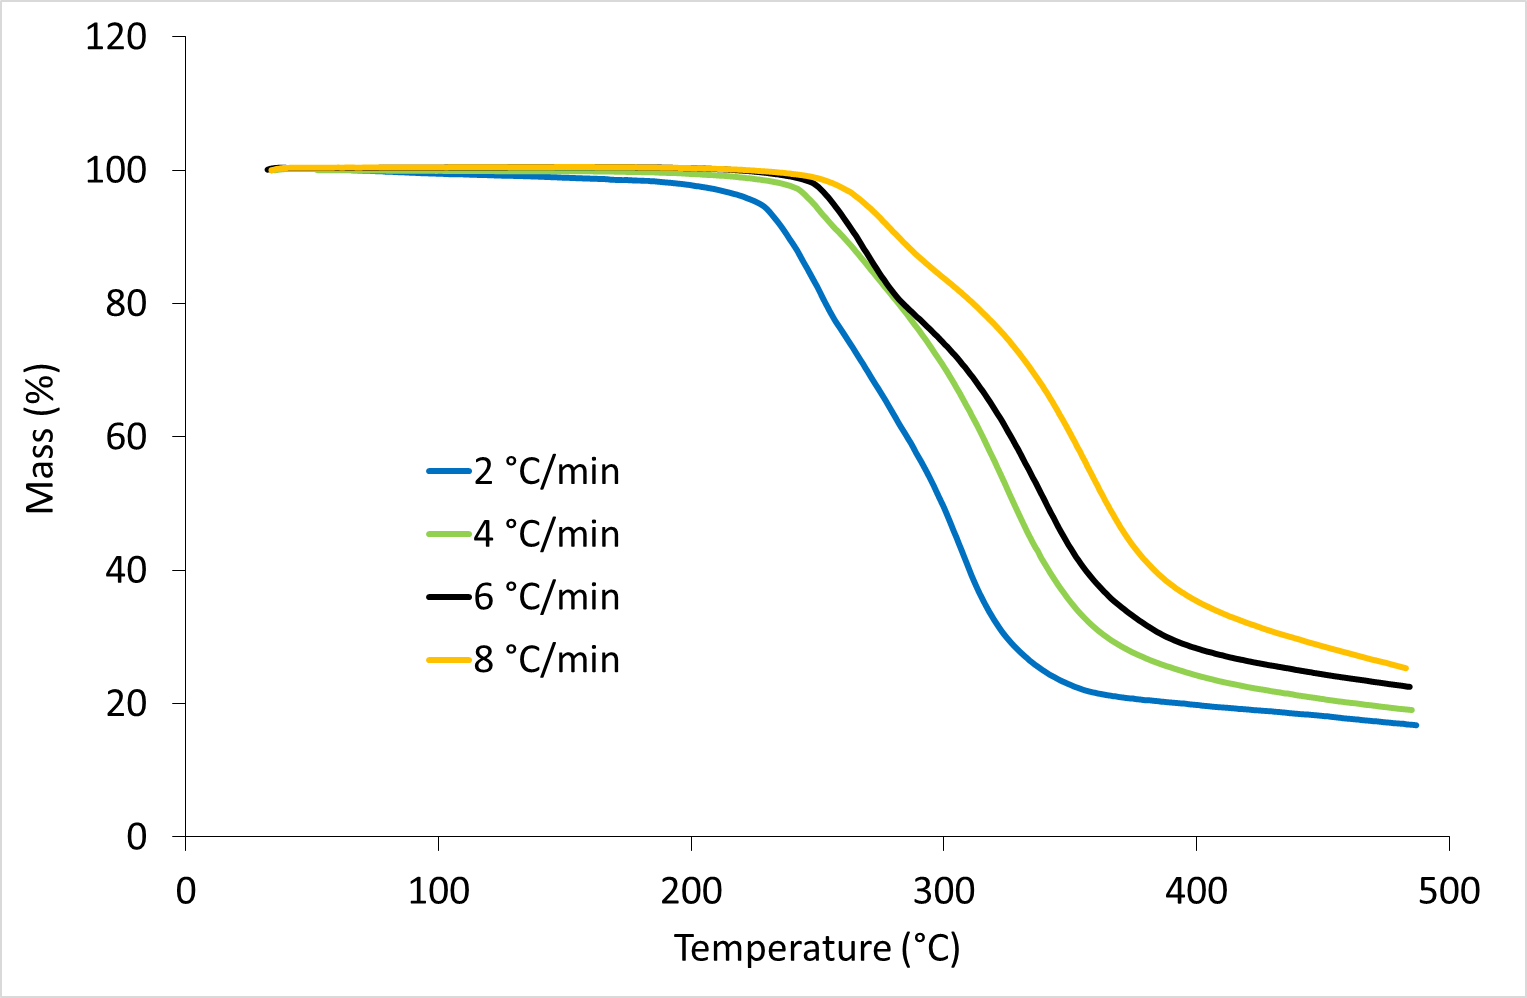 120
100
80
60
40
20
0
Mass (%)
2 °C/min
4 °C/min
6 °C/min
8 °C/min
0 100 200 300 400 500
Temperature (°C)